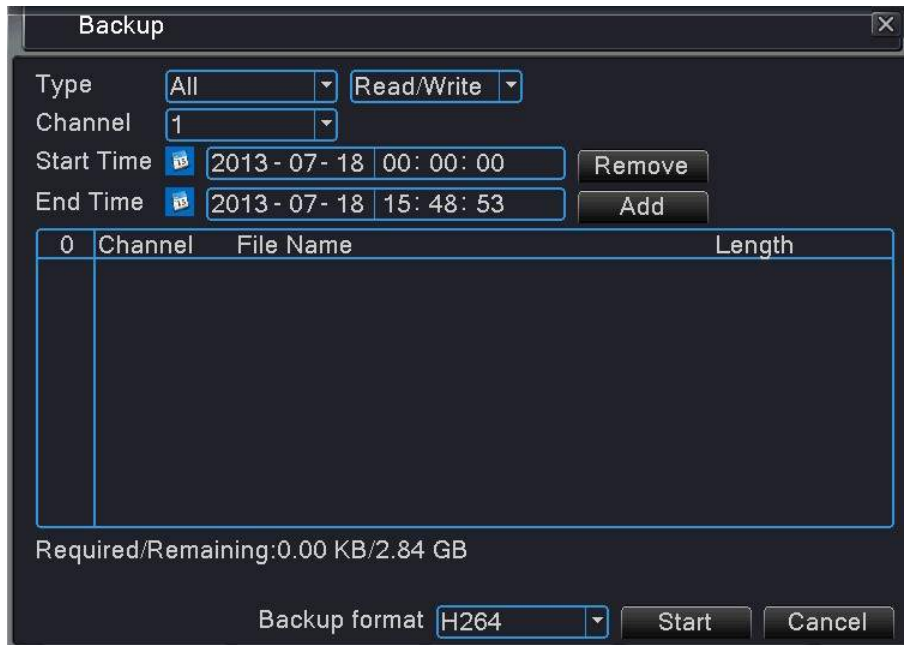 Backup
Type All Read/Write
Channel 1
Start Time 2013-07-18 00:00:00 Remove
End Time 2013-07-18 15:48:53 Add
0 Channel File Name Length
Required/Remaining:0.00 KB/2.84 GB
Backup format H264 Start Cancel